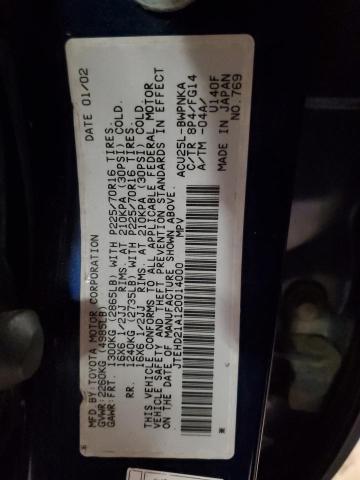 MFD.BY:TOYOTA MOTOR CORPORATION DATE 01/02
GVWR:2260KG (4985LB)
GAWR:FRT. 1300KG (2865LB) WITH P225/70R16 TIRES.
16X6 1/2JJ RIMS. AT 210KPA (30PSI) COLD.
RR. 1240KG (2735LB) WITH P225/70R16 TIRES.
16X6 1/2JJ RIMS. AT 210KPA (30PSI) COLD.
THIS VEHICLE CONFORMS TO ALL APPLICABLE FEDERAL MOTOR
VEHICLE SAFETY AND THEFT PREVENTION STANDARDS IN EFFECT
ON THE DATE OF MANUFACTURE SHOWN ABOVE.
JTEHD21A120014000 MPV
ACU25L-BWPNKA
C/TR 8P4/FG14
A/TM -04A/ U140F
MADE IN JAPAN
NO.769